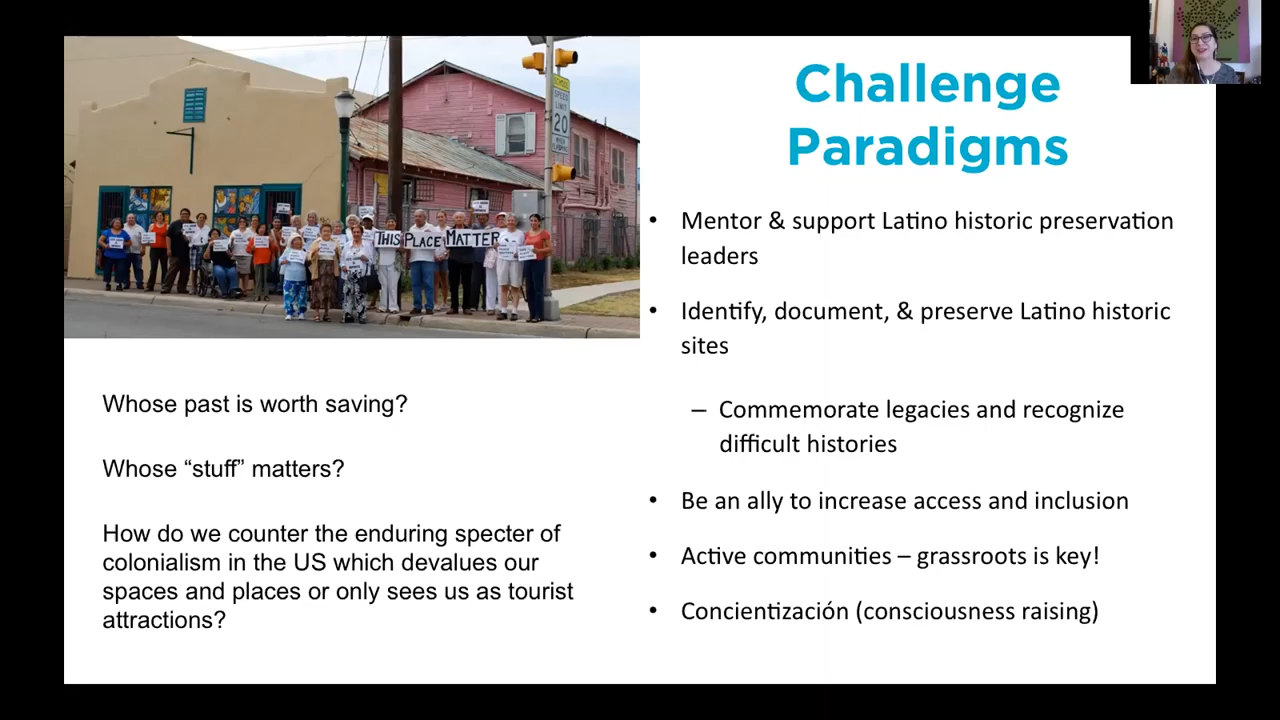 SPEED
LIMIT
20
THIS PLACE MATTER
Challenge
Paradigms
• Mentor & support Latino historic preservation
leaders
• Identify, document, & preserve Latino historic
sites
– Commemorate legacies and recognize
difficult histories
• Be an ally to increase access and inclusion
• Active communities – grassroots is key!
• Concientización (consciousness raising)
Whose past is worth saving?
Whose “stuff” matters?
How do we counter the enduring specter of
colonialism in the US which devalues our
spaces and places or only sees us as tourist
attractions?